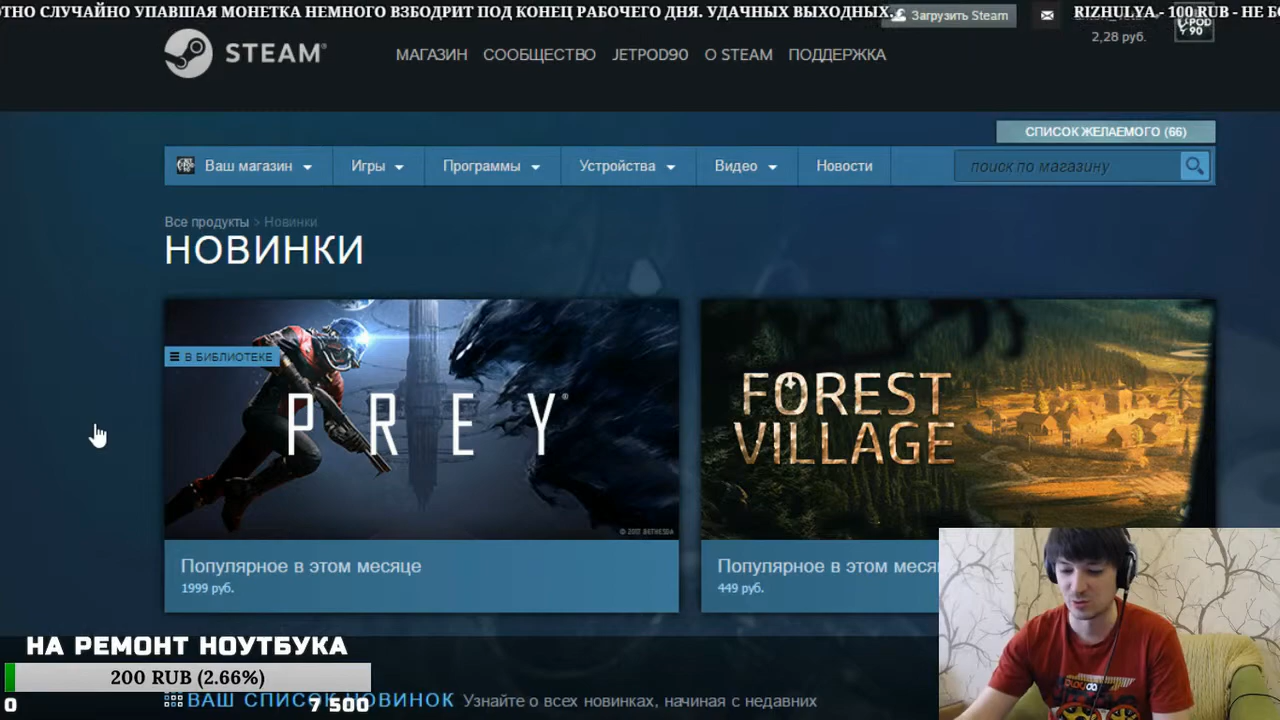 ОТНО СЛУЧАЙНО УПАВШАЯ МОНЕТКА НЕМНОГО ВЗБОДРИТ ПОД КОНЕЦ РАБОЧЕГО ДНЯ. УДАЧНЫХ ВЫХОДНЫХ.
Загрузить Steam
RIZHULYA - 100 RUB - НЕ
2,28 руб.
STEAM®
МАГАЗИН СООБЩЕСТВО JETPOD90 О STEAM ПОДДЕРЖКА
СПИСОК ЖЕЛАЕМОГО (66)
Ваш магазин Игры Программы Устройства Видео Новости поиск по магазину
Все продукты > Новинки
НОВИНКИ
В БИБЛИОТЕКЕ
PREY®
© 2017 BETHESDA
FOREST
VILLAGE
Популярное в этом месяце
1999 руб.
Популярное в этом
449 руб.
НА РЕМОНТ НОУТБУКА
200 RUB (2.66%)
0 7 500
ВАШ СПИСОК НОВИНОК Узнайте о всех новинках, начиная с недавних